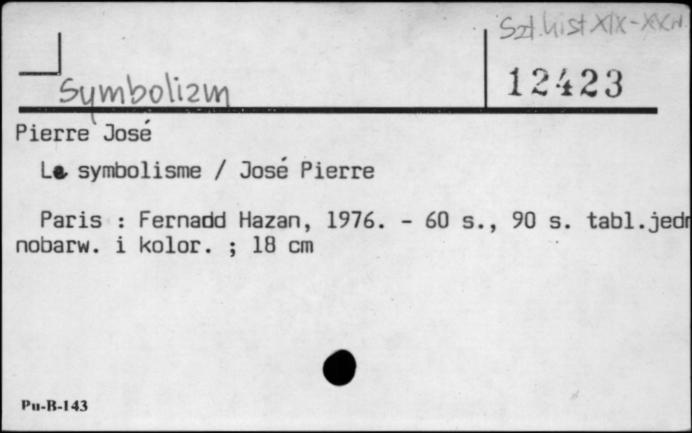 Szt. hist XIX-XX w
12423
Symbolizm
Pierre José
Le symbolisme / José Pierre
Paris : Fernadd Hazan, 1976. - 60 s., 90 s. tabl.jedn
nobarw. i kolor. ; 18 cm
Pu-B-143